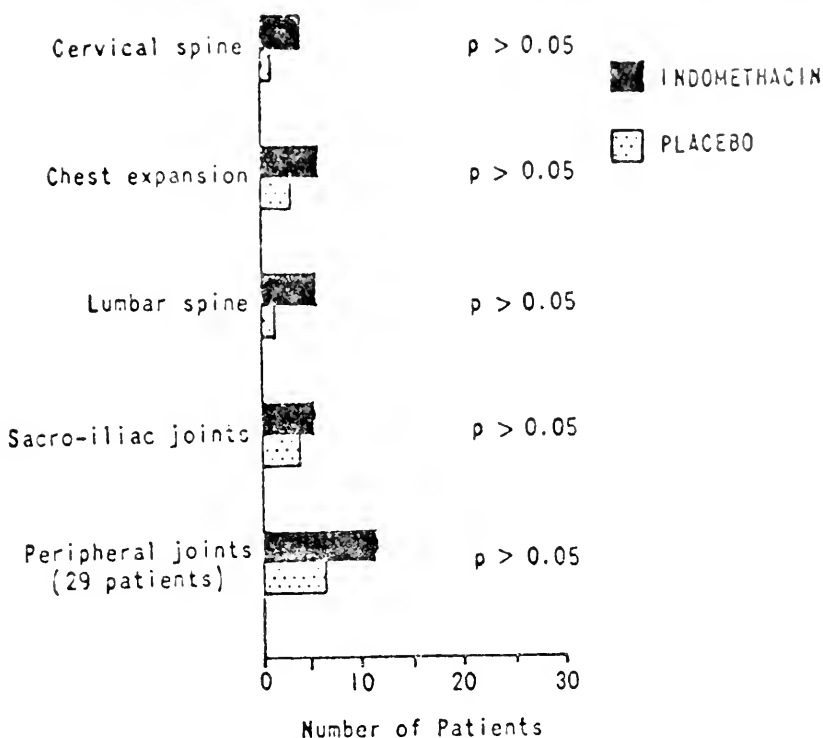 Cervical spine
p > 0.05
INDOMETHACIN
PLACEBO
Chest expansion
p > 0.05
Lumbar spine
p > 0.05
Sacro-iliac joints
p > 0.05
Peripheral joints
(29 patients)
p > 0.05
0 10 20 30
Number of Patients